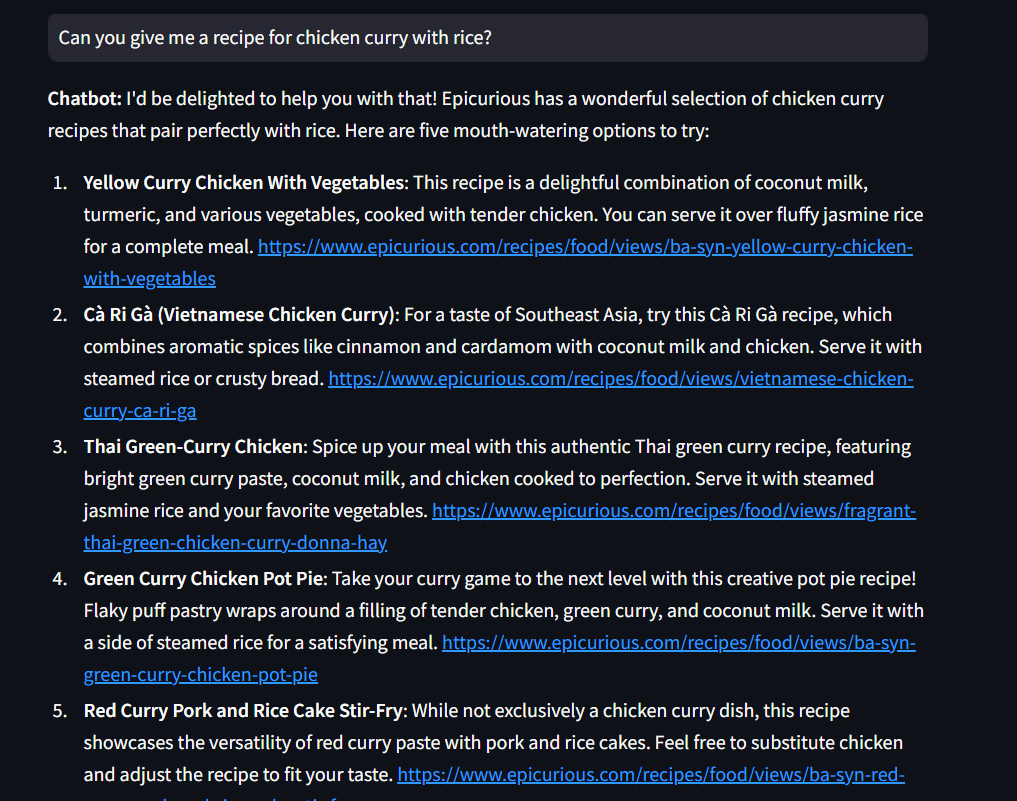 Can you give me a recipe for chicken curry with rice?
Chatbot: I'd be delighted to help you with that! Epicurious has a wonderful selection of chicken curry
recipes that pair perfectly with rice. Here are five mouth-watering options to try:
1. Yellow Curry Chicken With Vegetables: This recipe is a delightful combination of coconut milk,
turmeric, and various vegetables, cooked with tender chicken. You can serve it over fluffy jasmine rice
for a complete meal. https://www.epicurious.com/recipes/food/views/ba-syn-yellow-curry-chicken-
with-vegetables
2. Cà Ri Gà (Vietnamese Chicken Curry): For a taste of Southeast Asia, try this Cà Ri Gà recipe, which
combines aromatic spices like cinnamon and cardamom with coconut milk and chicken. Serve it with
steamed rice or crusty bread. https://www.epicurious.com/recipes/food/views/vietnamese-chicken-
curry-ca-ri-ga
3. Thai Green-Curry Chicken: Spice up your meal with this authentic Thai green curry recipe, featuring
bright green curry paste, coconut milk, and chicken cooked to perfection. Serve it with steamed
jasmine rice and your favorite vegetables. https://www.epicurious.com/recipes/food/views/fragrant-
thai-green-chicken-curry-donna-hay
4. Green Curry Chicken Pot Pie: Take your curry game to the next level with this creative pot pie recipe!
Flaky puff pastry wraps around a filling of tender chicken, green curry, and coconut milk. Serve it with
a side of steamed rice for a satisfying meal. https://www.epicurious.com/recipes/food/views/ba-syn-
green-curry-chicken-pot-pie
5. Red Curry Pork and Rice Cake Stir-Fry: While not exclusively a chicken curry dish, this recipe
showcases the versatility of red curry paste with pork and rice cakes. Feel free to substitute chicken
and adjust the recipe to fit your taste. https://www.epicurious.com/recipes/food/views/ba-syn-red-